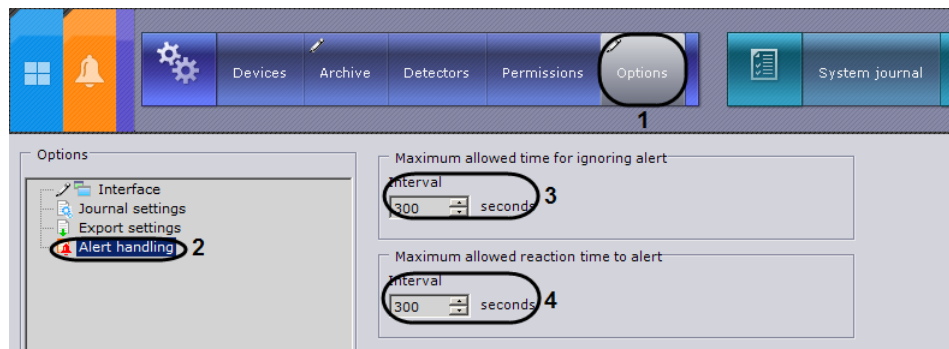 Devices
Archive
Detectors
Permissions
Options
System journal
1
Options
Interface
Journal settings
Export settings
Alert handling
2
Maximum allowed time for ignoring alert
Interval
300
seconds
3
Maximum allowed reaction time to alert
Interval
300
seconds
4